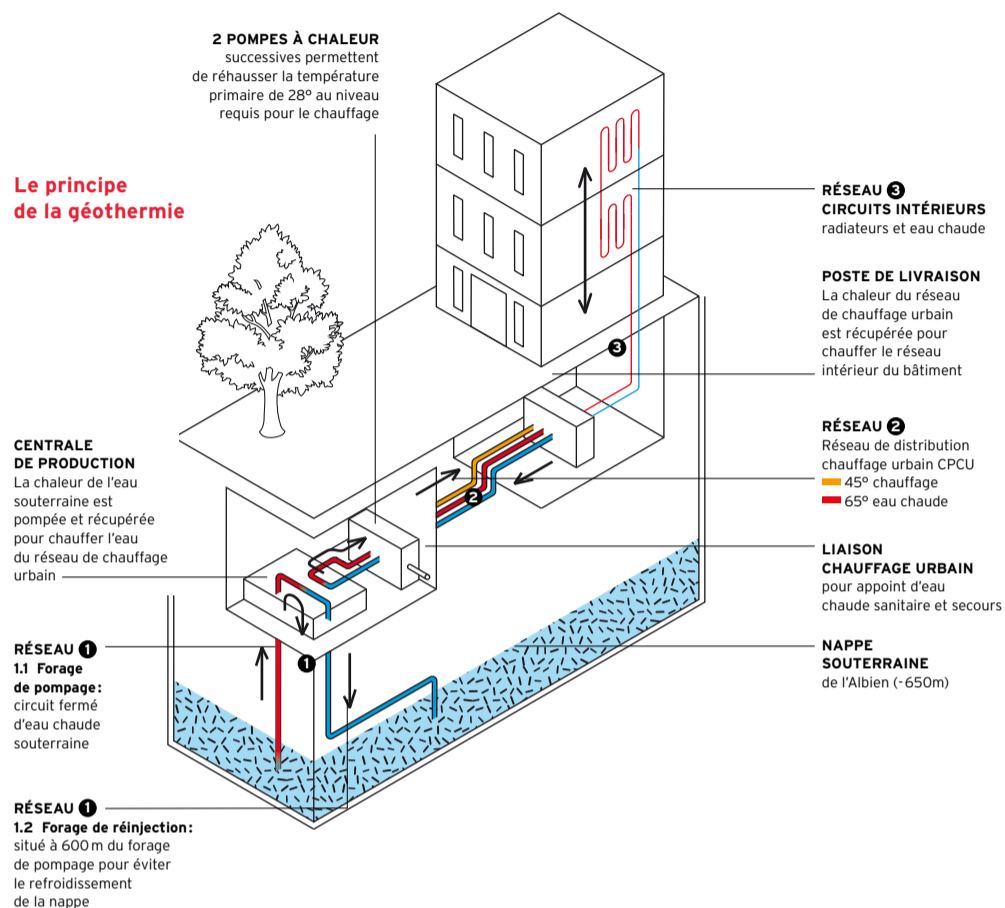 2 POMPES À CHALEUR
successives permettent
de réhausser la température
primaire de 28° au niveau
requis pour le chauffage
Le principe
de la géothermie
RÉSEAU 3
CIRCUITS INTÉRIEURS
radiateurs et eau chaude
POSTE DE LIVRAISON
La chaleur du réseau
de chauffage urbain
est récupérée pour
chauffer le réseau
intérieur du bâtiment
3
RÉSEAU 2
Réseau de distribution
chauffage urbain CPCU
45° chauffage
65° eau chaude
2
CENTRALE
DE PRODUCTION
La chaleur de l'eau
souterraine est
pompée et récupérée
pour chauffer l'eau
du réseau de chauffage
urbain
LIAISON
CHAUFFAGE URBAIN
pour appoint d'eau
chaude sanitaire et secours
NAPPE
SOUTERRAINE
de l'Albien (-650m)
1
RÉSEAU 1
1.1 Forage
de pompage:
circuit fermé
d'eau chaude
souterraine
RÉSEAU 1
1.2 Forage de réinjection:
situé à 600 m du forage
de pompage pour éviter
le refroidissement
de la nappe